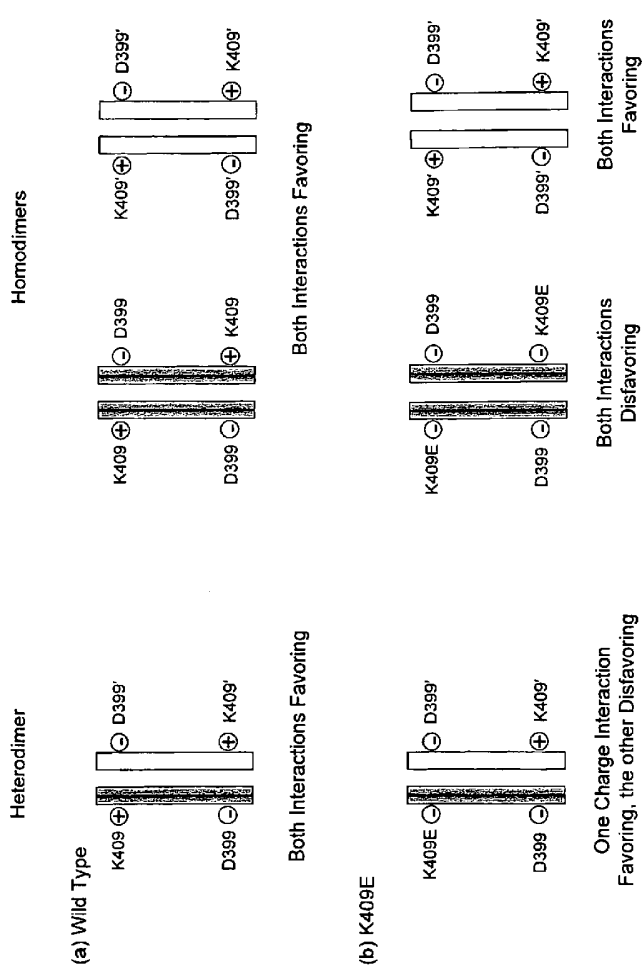 Heterodimer
Homodimers
(a) Wild Type
K409 + - D399'
D399 - + K409'
Both Interactions Favoring
K409 + - D399
D399 - + K409
K409' + - D399'
D399' - + K409'
Both Interactions Favoring
(b) K409E
K409E - - D399'
D399 - + K409'
One Charge Interaction
Favoring, the other Disfavoring
K409E - - D399
D399 - - K409E
Both Interactions
Disfavoring
K409' + - D399'
D399' - + K409'
Both Interactions
Favoring